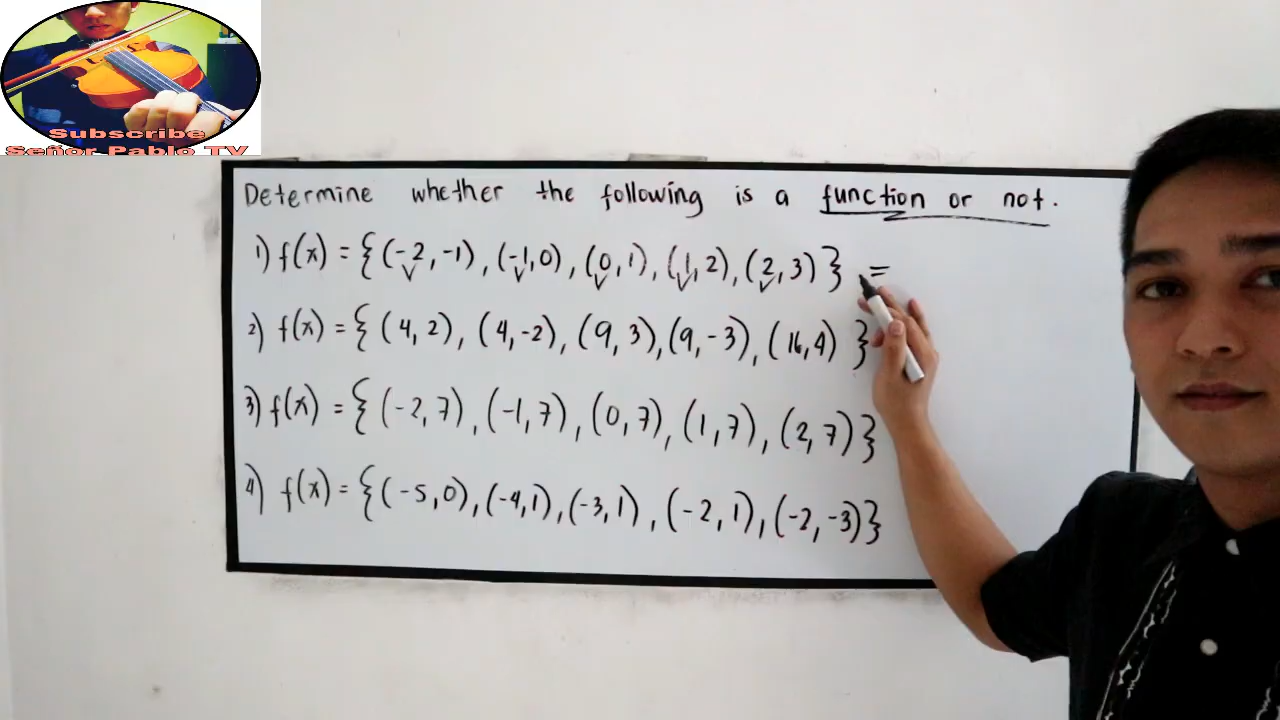 Subscribe
Señor Pablo TV
Determine whether the following is a function or not.
1) f(x) = {(-2,-1), (-1,0), (0,1), (1,2), (2,3)} =
2) f(x) = {(4,2), (4,-2), (9,3), (9,-3), (16,4)}
3) f(x) = {(-2,7), (-1,7), (0,7), (1,7), (2,7)}
4) f(x) = {(-5,0), (-4,1), (-3,1), (-2,1), (-2,-3)}